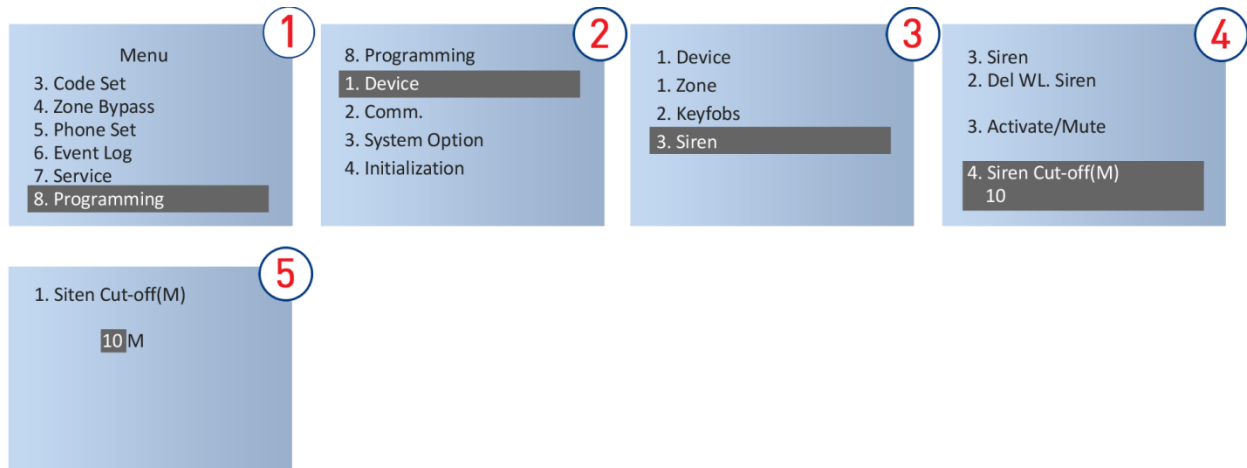 1
Menu
3. Code Set
4. Zone Bypass
5. Phone Set
6. Event Log
7. Service
8. Programming
2
8. Programming
1. Device
2. Comm.
3. System Option
4. Initialization
3
1. Device
1. Zone
2. Keyfobs
3. Siren
4
3. Siren
2. Del WL. Siren
3. Activate/Mute
4. Siren Cut-off(M)
10
5
1. Siten Cut-off(M)
10 M